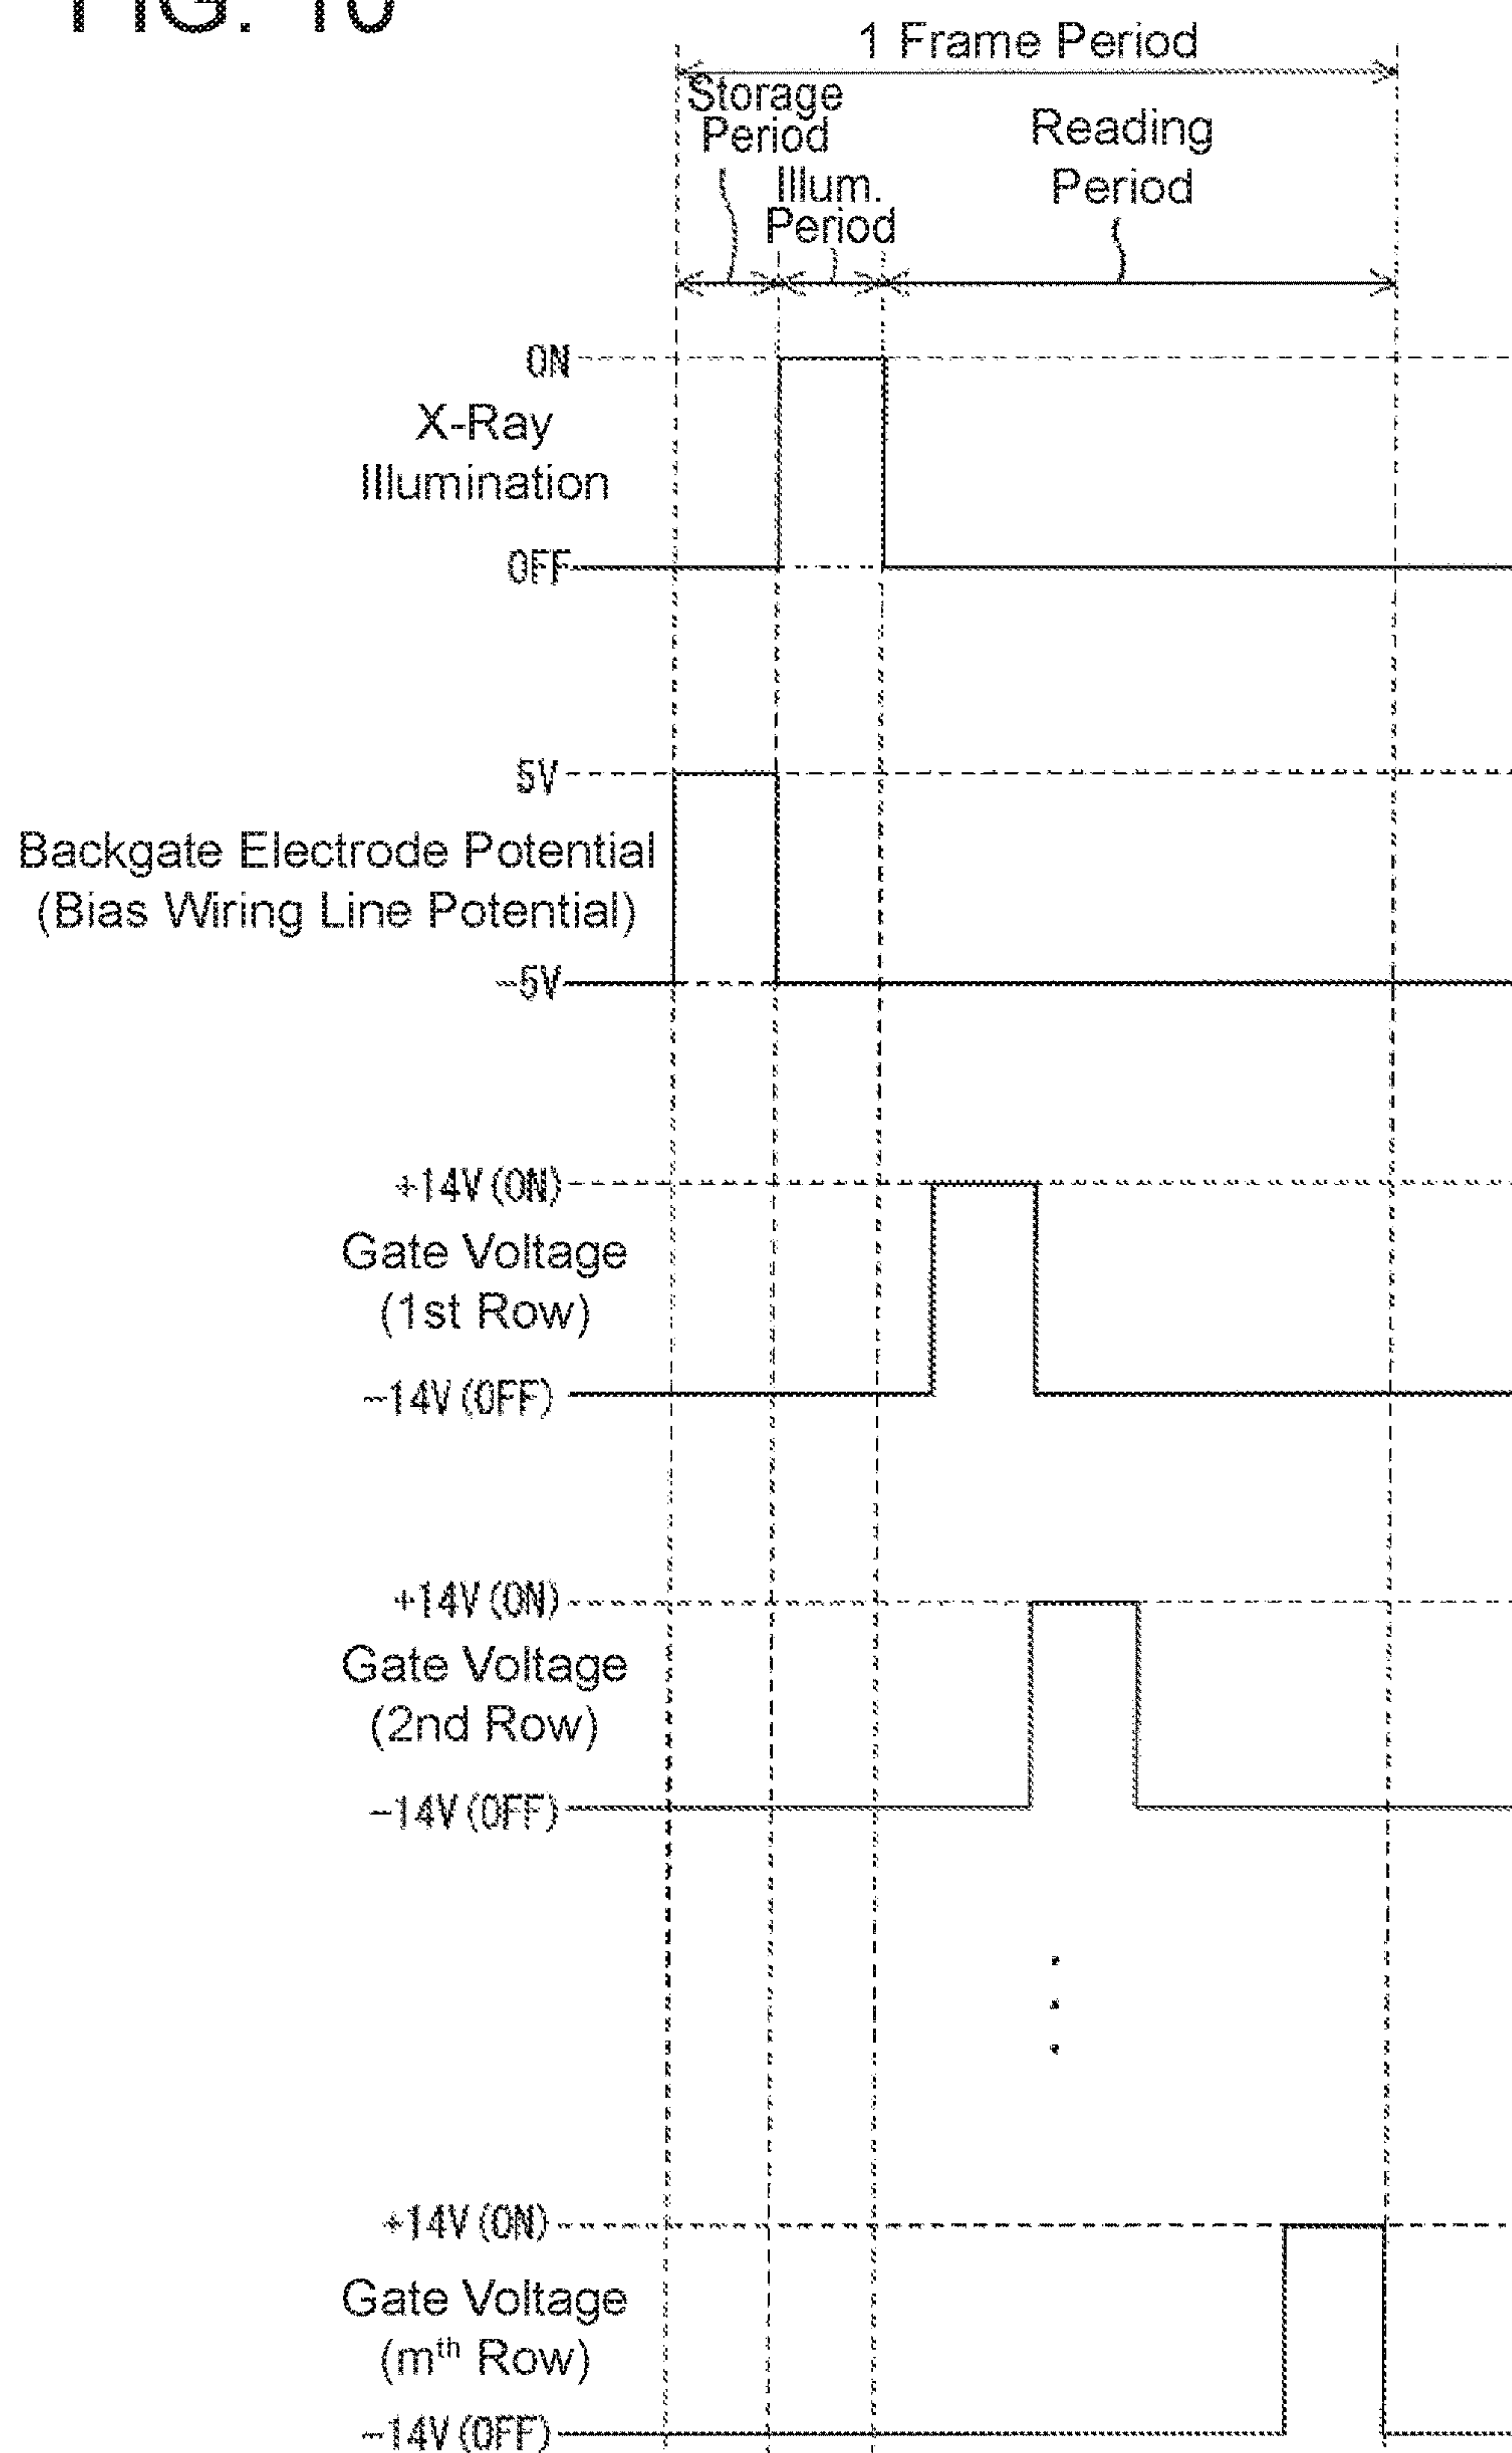 FIG. 10
1 Frame Period
Storage
Period
Illum.
Period
Reading
Period
ON
X-Ray
Illumination
OFF
5V
Backgate Electrode Potential
(Bias Wiring Line Potential)
-5V
+14V (ON)
Gate Voltage
(1st Row)
-14V (OFF)
+14V (ON)
Gate Voltage
(2nd Row)
-14V (OFF)
+14V (ON)
Gate Voltage
(mth Row)
-14V (OFF)